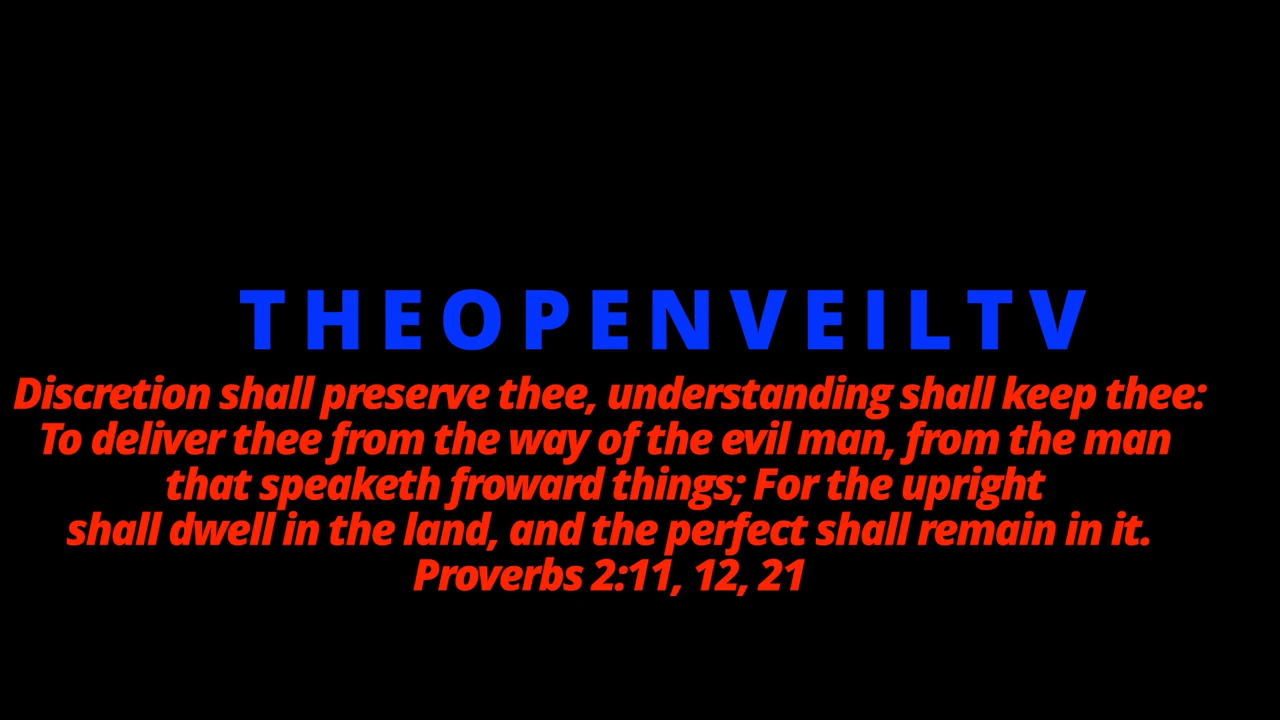 THEOPENVEILTV
Discretion shall preserve thee, understanding shall keep thee:
To deliver thee from the way of the evil man, from the man
that speaketh froward things; For the upright
shall dwell in the land, and the perfect shall remain in it.
Proverbs 2:11, 12, 21